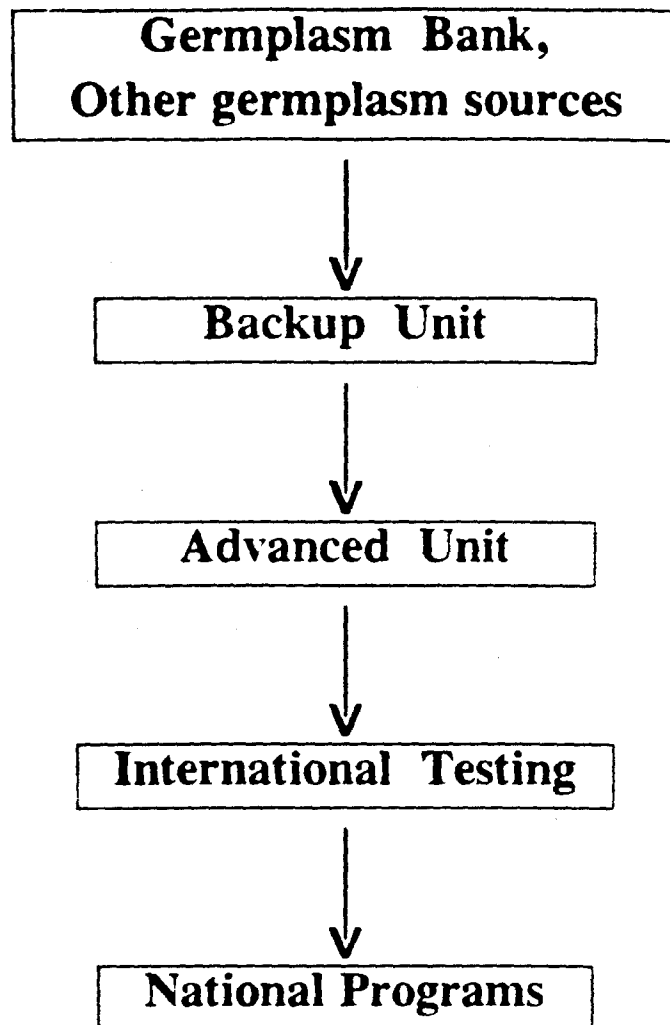 Germplasm Bank,
Other germplasm sources
Backup Unit
Advanced Unit
International Testing
National Programs